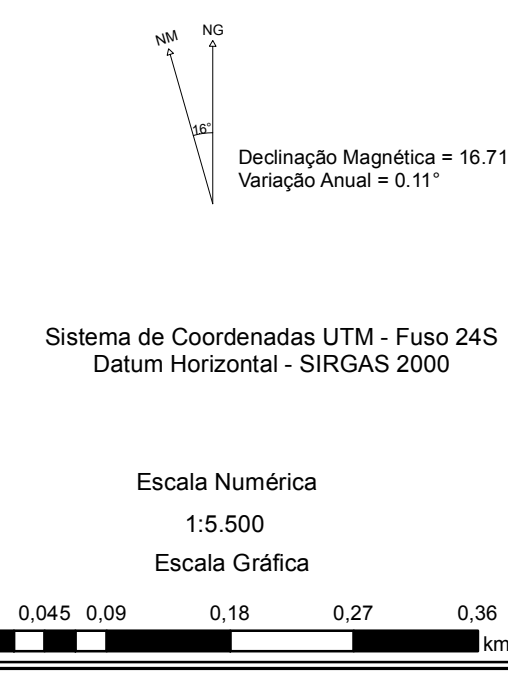 NM NG
16°
Declinação Magnética = 16.71
Variação Anual = 0.11°
Sistema de Coordenadas UTM - Fuso 24S
Datum Horizontal - SIRGAS 2000
Escala Numérica
1:5.500
Escala Gráfica
0,045 0,09 0,18 0,27 0,36
km